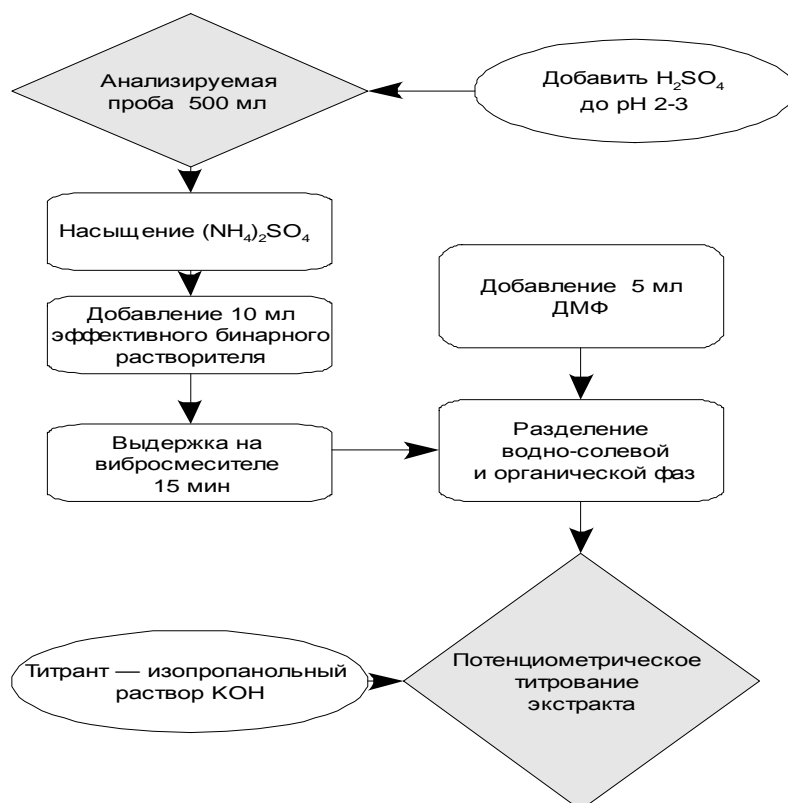 Анализируемая
проба 500 мл
Добавить H₂SO₄
до pH 2-3
Насыщение (NH₄)₂SO₄
Добавление 10 мл
эффективного бинарного
растворителя
Добавление 5 мл
ДМФ
Выдержка на
вибросмесителе
15 мин
Разделение
водно-солевой
и органической фаз
Титрант — изопропанольный
раствор KOH
Потенциометрическое
титрование
экстракта